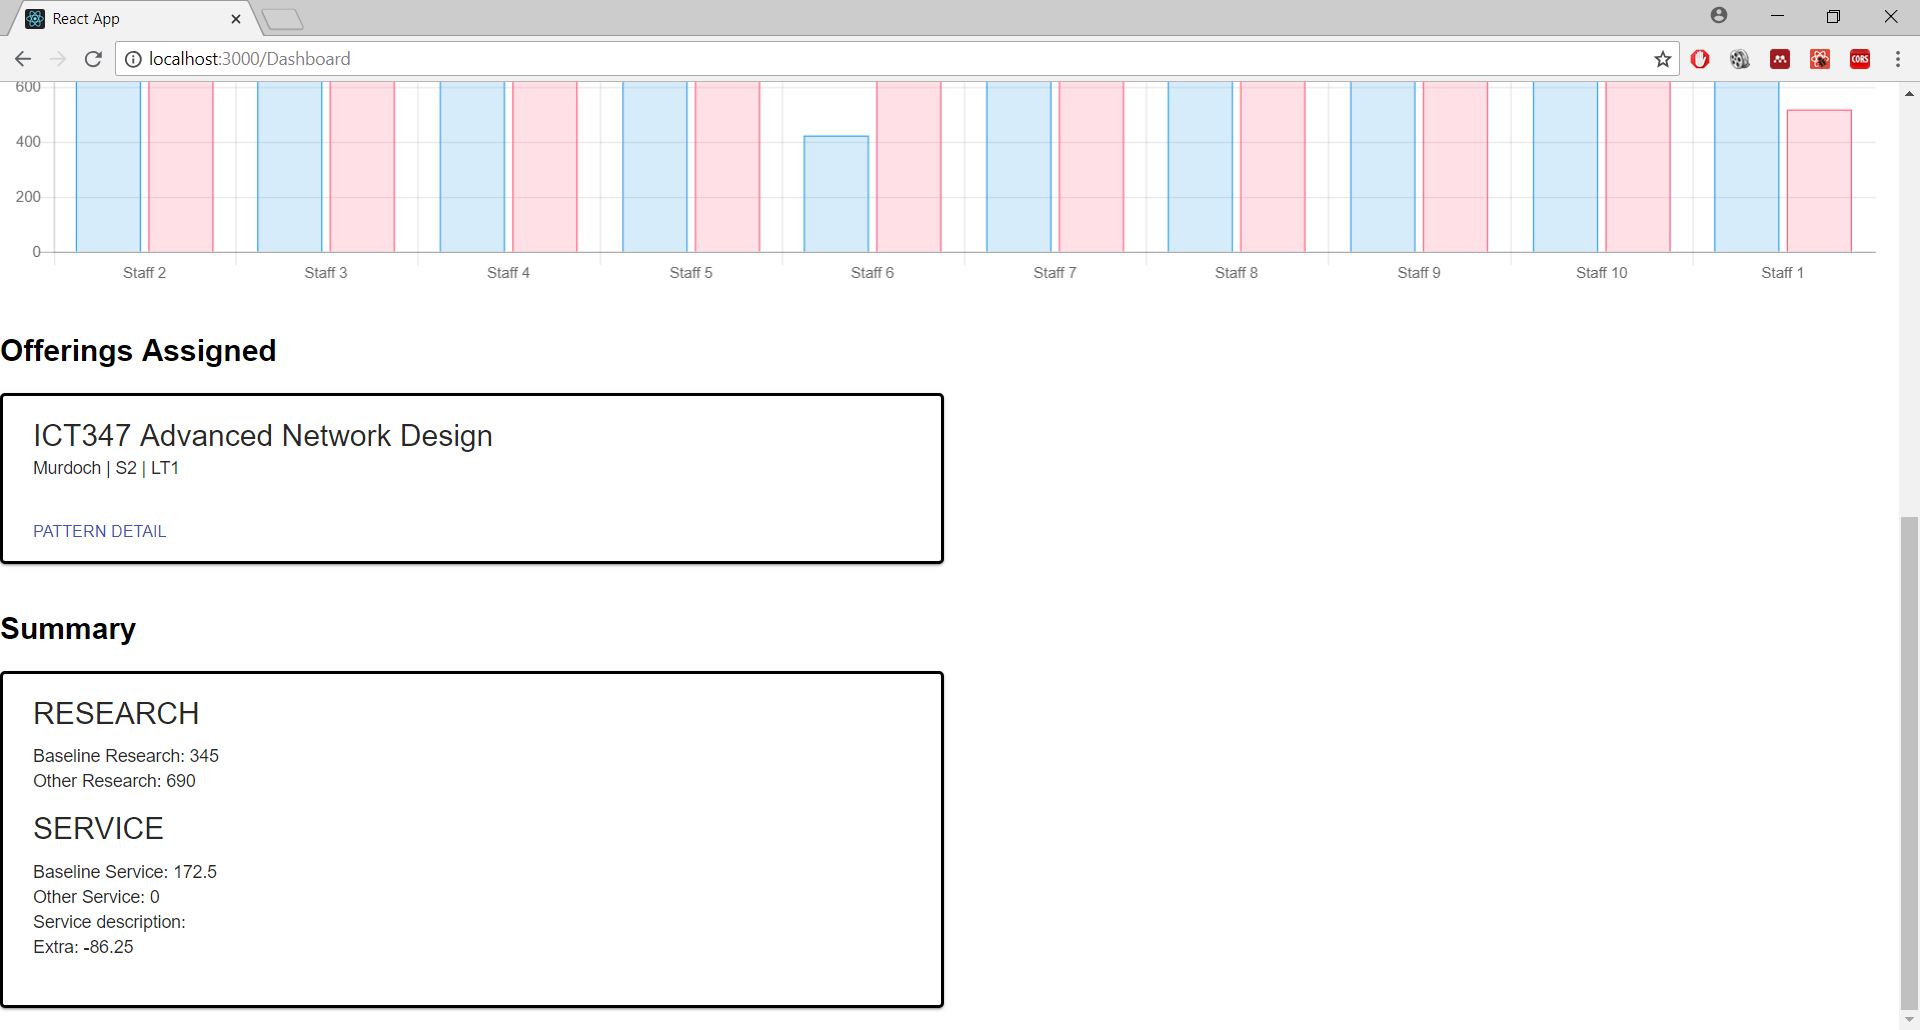 React App
localhost:3000/Dashboard
CORS
600
400
200
0
Staff 2 Staff 3 Staff 4 Staff 5 Staff 6 Staff 7 Staff 8 Staff 9 Staff 10 Staff 1
Offerings Assigned
ICT347 Advanced Network Design
Murdoch | S2 | LT1
PATTERN DETAIL
Summary
RESEARCH
Baseline Research: 345
Other Research: 690
SERVICE
Baseline Service: 172.5
Other Service: 0
Service description:
Extra: -86.25